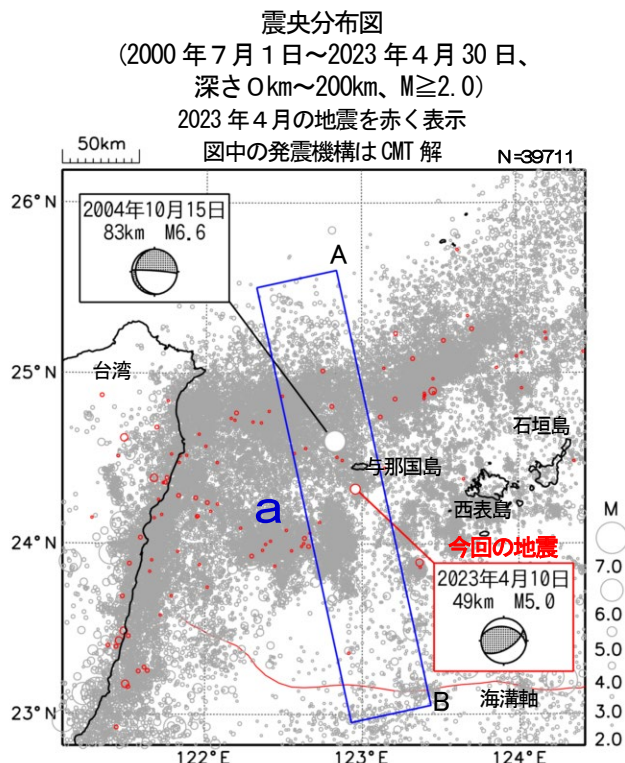 震央分布図
(2000年7月1日～2023年4月30日、
深さ0km～200km、M≧2.0)
2023年4月の地震を赤く表示
図中の発震機構はCMT解
50km
N=39711
26°N
2004年10月15日
83km M6.6
A
25°N
台湾
石垣島
与那国島
西表島
a
M
24°N
今回の地震
7.0
2023年4月10日
49km M5.0
6.0
5.0
4.0
海溝軸
3.0
23°N
B
2.0
122°E
123°E
124°E